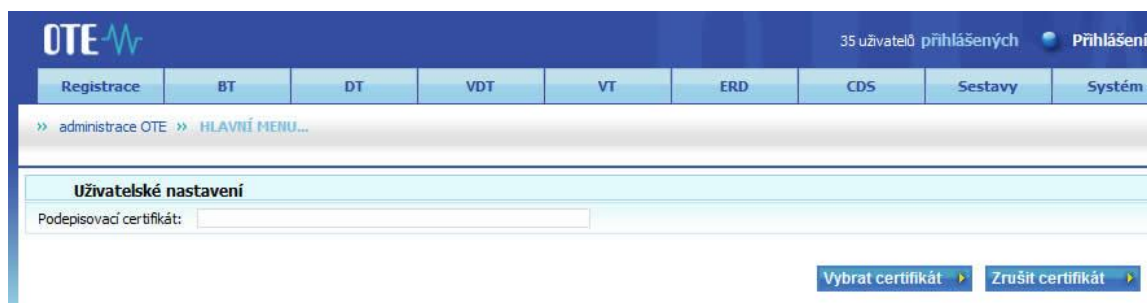 OTE
35 uživatelů přihlášených Přihlášení
Registrace BT DT VDT VT ERD CDS Sestavy Systém
» administrace OTE » HLAVNÍ MENU...
Uživatelské nastavení
Podepisovací certifikát:
Vybrat certifikát Zrušit certifikát